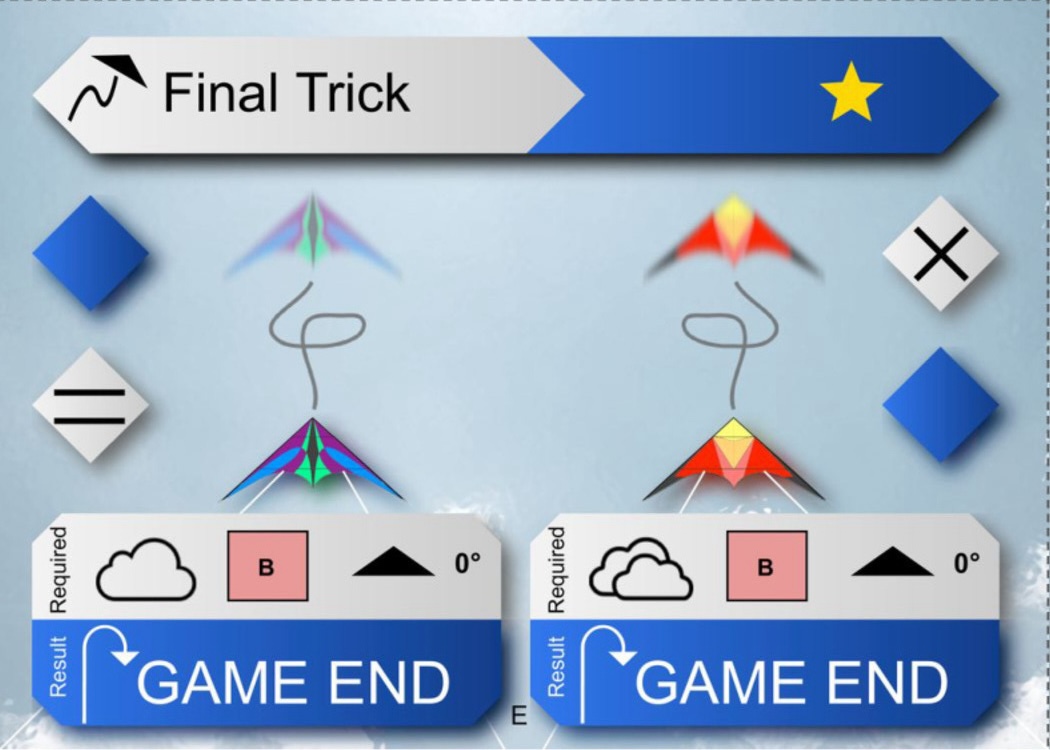 Final Trick
Required
B
0°
Result
GAME END
Required
B
0°
Result
GAME END
E